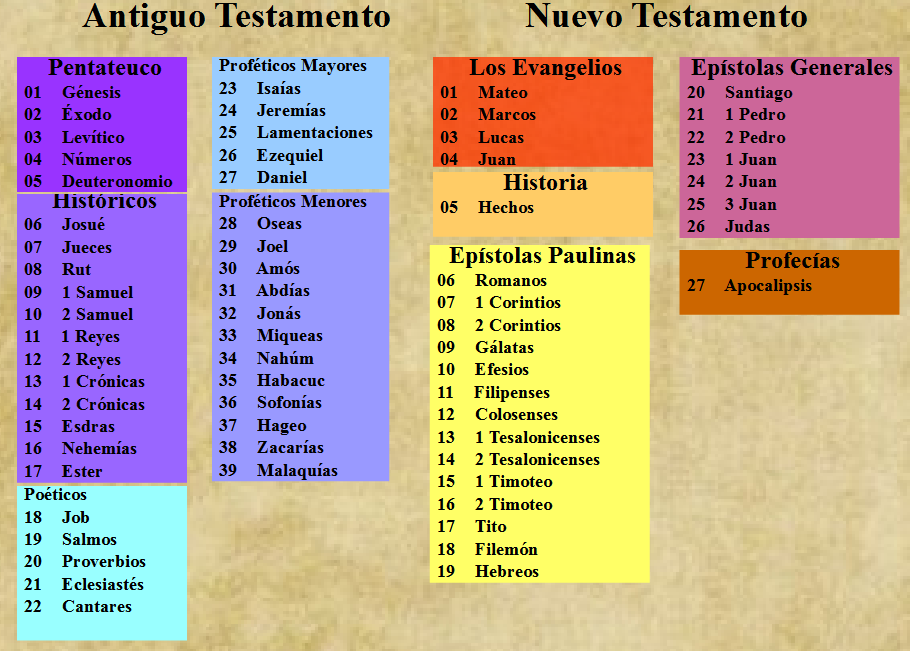 Antiguo Testamento
Pentateuco
01 Génesis
02 Éxodo
03 Levítico
04 Números
05 Deuteronomio
Históricos
06 Josué
07 Jueces
08 Rut
09 1 Samuel
10 2 Samuel
11 1 Reyes
12 2 Reyes
13 1 Crónicas
14 2 Crónicas
15 Esdras
16 Nehemías
17 Ester
Poéticos
18 Job
19 Salmos
20 Proverbios
21 Eclesiastés
22 Cantares
Proféticos Mayores
23 Isaías
24 Jeremías
25 Lamentaciones
26 Ezequiel
27 Daniel
Proféticos Menores
28 Oseas
29 Joel
30 Amós
31 Abdías
32 Jonás
33 Miqueas
34 Nahúm
35 Habacuc
36 Sofonías
37 Hageo
38 Zacarías
39 Malaquías
Nuevo Testamento
Los Evangelios
01 Mateo
02 Marcos
03 Lucas
04 Juan
Historia
05 Hechos
Epístolas Paulinas
06 Romanos
07 1 Corintios
08 2 Corintios
09 Gálatas
10 Efesios
11 Filipenses
12 Colosenses
13 1 Tesalonicenses
14 2 Tesalonicenses
15 1 Timoteo
16 2 Timoteo
17 Tito
18 Filemón
19 Hebreos
Epístolas Generales
20 Santiago
21 1 Pedro
22 2 Pedro
23 1 Juan
24 2 Juan
25 3 Juan
26 Judas
Profecías
27 Apocalipsis